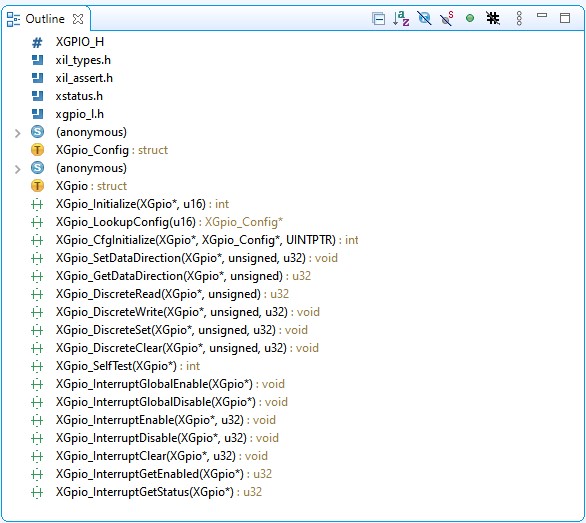 Outline
# XGPIO_H
xil_types.h
xil_assert.h
xstatus.h
xgpio_l.h
S (anonymous)
T XGpio_Config : struct
S (anonymous)
T XGpio : struct
XGpio_Initialize(XGpio*, u16) : int
XGpio_LookupConfig(u16) : XGpio_Config*
XGpio_CfgInitialize(XGpio*, XGpio_Config*, UINTPTR) : int
XGpio_SetDataDirection(XGpio*, unsigned, u32) : void
XGpio_GetDataDirection(XGpio*, unsigned) : u32
XGpio_DiscreteRead(XGpio*, unsigned) : u32
XGpio_DiscreteWrite(XGpio*, unsigned, u32) : void
XGpio_DiscreteSet(XGpio*, unsigned, u32) : void
XGpio_DiscreteClear(XGpio*, unsigned, u32) : void
XGpio_SelfTest(XGpio*) : int
XGpio_InterruptGlobalEnable(XGpio*) : void
XGpio_InterruptGlobalDisable(XGpio*) : void
XGpio_InterruptEnable(XGpio*, u32) : void
XGpio_InterruptDisable(XGpio*, u32) : void
XGpio_InterruptClear(XGpio*, u32) : void
XGpio_InterruptGetEnabled(XGpio*) : u32
XGpio_InterruptGetStatus(XGpio*) : u32